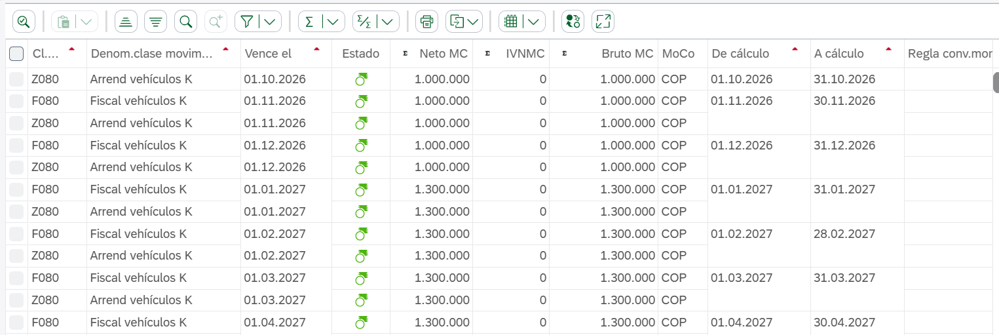 Cl.... Denom.clase movim... Vence el Estado Σ Neto MC Σ IVNMC Σ Bruto MC MoCo De cálculo A cálculo Regla conv.mor
Z080 Arrend vehículos K 01.10.2026 1.000.000 0 1.000.000 COP 01.10.2026 31.10.2026
F080 Fiscal vehículos K 01.11.2026 1.000.000 0 1.000.000 COP 01.11.2026 30.11.2026
Z080 Arrend vehículos K 01.11.2026 1.000.000 0 1.000.000 COP
F080 Fiscal vehículos K 01.12.2026 1.000.000 0 1.000.000 COP 01.12.2026 31.12.2026
Z080 Arrend vehículos K 01.12.2026 1.000.000 0 1.000.000 COP
F080 Fiscal vehículos K 01.01.2027 1.300.000 0 1.300.000 COP 01.01.2027 31.01.2027
Z080 Arrend vehículos K 01.01.2027 1.300.000 0 1.300.000 COP
F080 Fiscal vehículos K 01.02.2027 1.300.000 0 1.300.000 COP 01.02.2027 28.02.2027
Z080 Arrend vehículos K 01.02.2027 1.300.000 0 1.300.000 COP
F080 Fiscal vehículos K 01.03.2027 1.300.000 0 1.300.000 COP 01.03.2027 31.03.2027
Z080 Arrend vehículos K 01.03.2027 1.300.000 0 1.300.000 COP
F080 Fiscal vehículos K 01.04.2027 1.300.000 0 1.300.000 COP 01.04.2027 30.04.2027